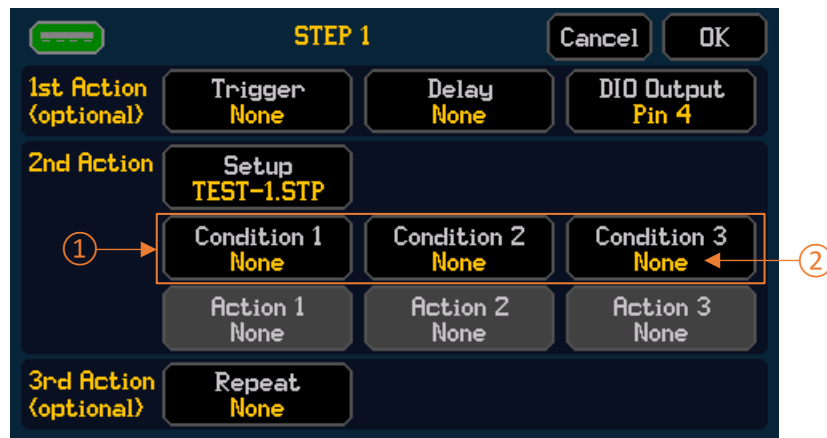 STEP 1
Cancel
OK
1st Action
(optional)
Trigger
None
Delay
None
DIO Output
Pin 4
2nd Action
Setup
TEST-1.STP
1
Condition 1
None
Condition 2
None
Condition 3
None
2
Action 1
None
Action 2
None
Action 3
None
3rd Action
(optional)
Repeat
None